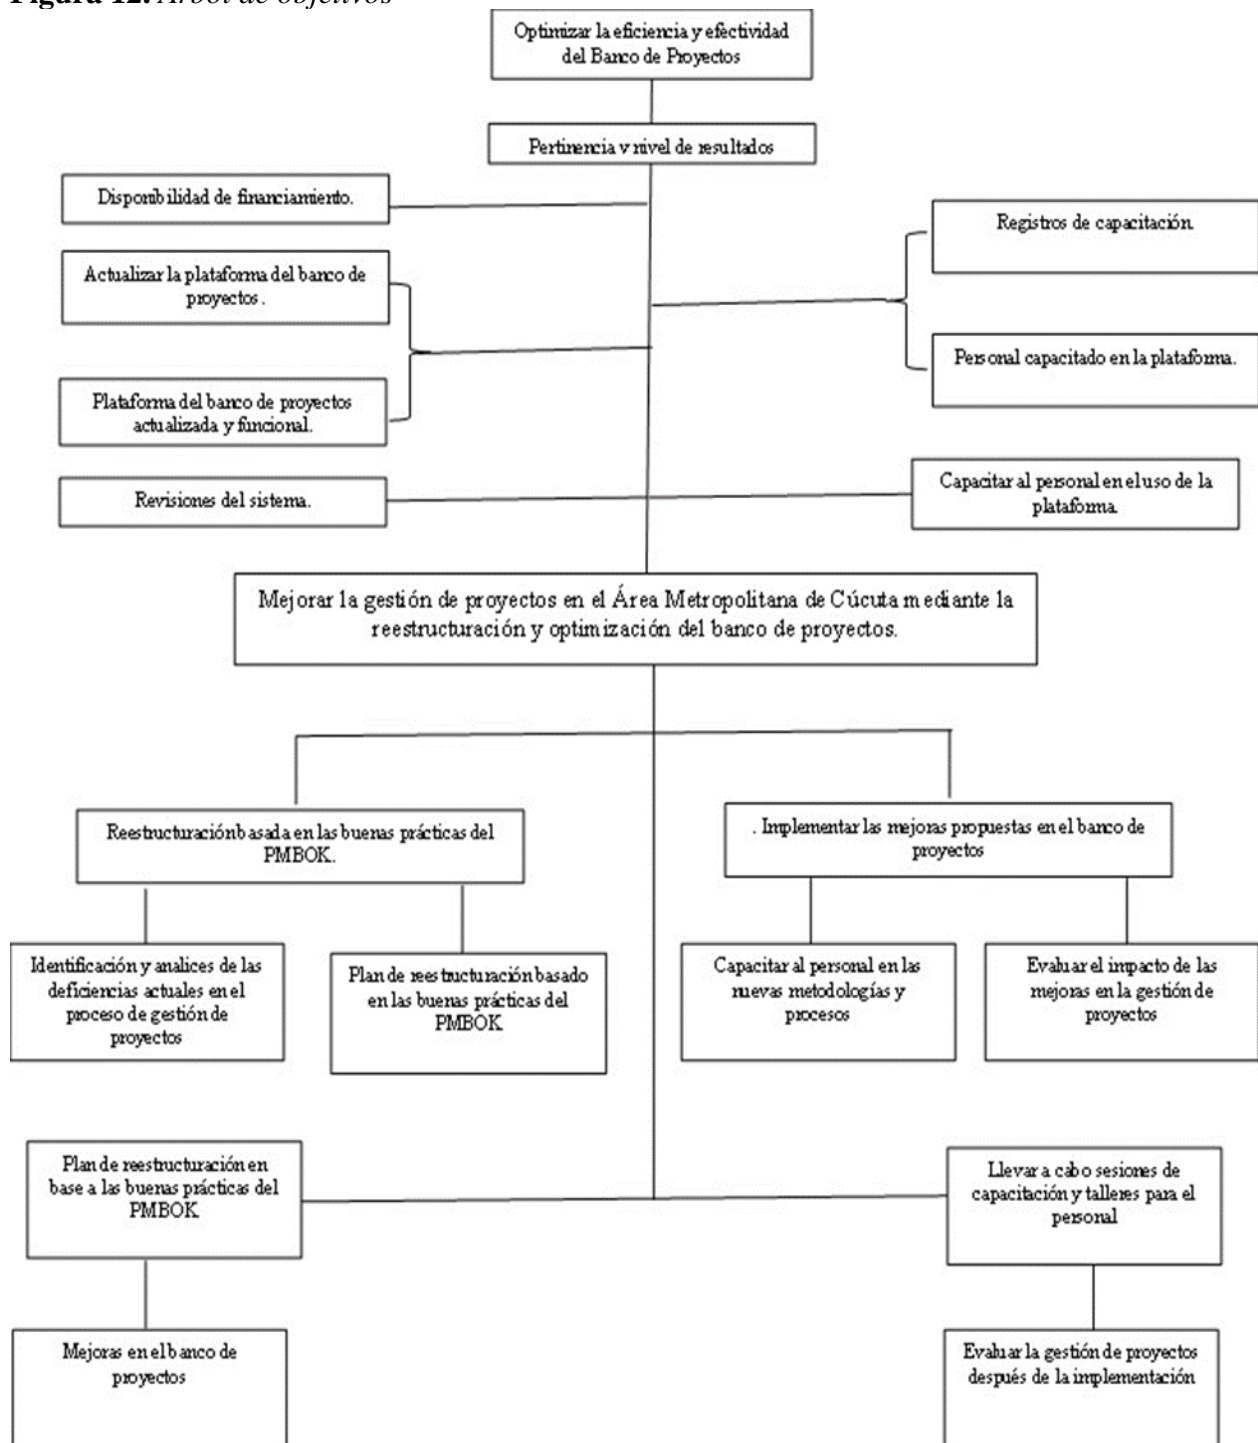 Figura 12. Árbol de objetivos
Optimizar la eficiencia y efectividad
del Banco de Proyectos
Pertinencia y nivel de resultados
Disponibilidad de financiamiento.
Registros de capacitación.
Actualizar la plataforma del banco de
proyectos .
Personal capacitado en la plataforma.
Plataforma del banco de proyectos
actualizada y funcional.
Revisiones del sistema.
Capacitar al personal en el uso de la
plataforma.
Mejorar la gestión de proyectos en el Área Metropolitana de Cúcuta mediante la
reestructuración y optimización del banco de proyectos.
Reestructuración basada en las buenas prácticas del
PMBOK.
. Implementar las mejoras propuestas en el banco de
proyectos
Identificación y analices de las
deficiencias actuales en el
proceso de gestión de
proyectos
Plan de reestructuración basado
en las buenas prácticas del
PMBOK.
Capacitar al personal en las
nuevas metodologías y
procesos
Evaluar el impacto de las
mejoras en la gestión de
proyectos
Plan de reestructuración en
base a las buenas prácticas del
PMBOK.
Llevar a cabo sesiones de
capacitación y talleres para el
personal
Mejoras en el banco de
proyectos
Evaluar la gestión de proyectos
después de la implementación